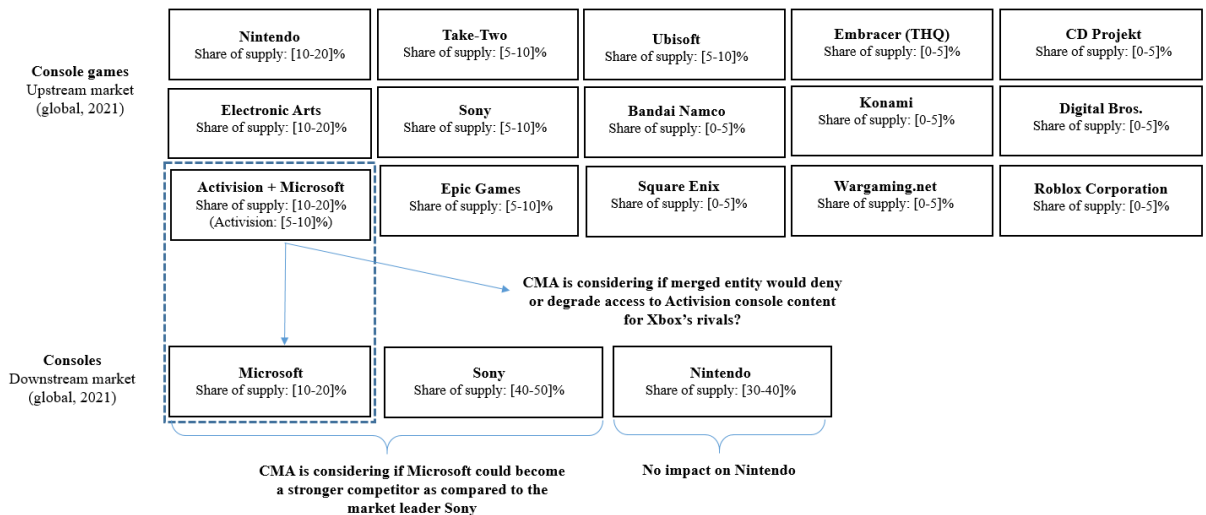 Console games
Upstream market
(global, 2021)
Nintendo
Share of supply: [10-20]%
Take-Two
Share of supply: [5-10]%
Ubisoft
Share of supply: [5-10]%
Embracer (THQ)
Share of supply: [0-5]%
CD Projekt
Share of supply: [0-5]%
Electronic Arts
Share of supply: [10-20]%
Sony
Share of supply: [5-10]%
Bandai Namco
Share of supply: [0-5]%
Konami
Share of supply: [0-5]%
Digital Bros.
Share of supply: [0-5]%
Activision + Microsoft
Share of supply: [10-20]%
(Activision: [5-10]%)
Epic Games
Share of supply: [5-10]%
Square Enix
Share of supply: [0-5]%
Wargaming.net
Share of supply: [0-5]%
Roblox Corporation
Share of supply: [0-5]%
CMA is considering if merged entity would deny
or degrade access to Activision console content
for Xbox's rivals?
Consoles
Downstream market
(global, 2021)
Microsoft
Share of supply: [10-20]%
Sony
Share of supply: [40-50]%
Nintendo
Share of supply: [30-40]%
CMA is considering if Microsoft could become
a stronger competitor as compared to the
market leader Sony
No impact on Nintendo